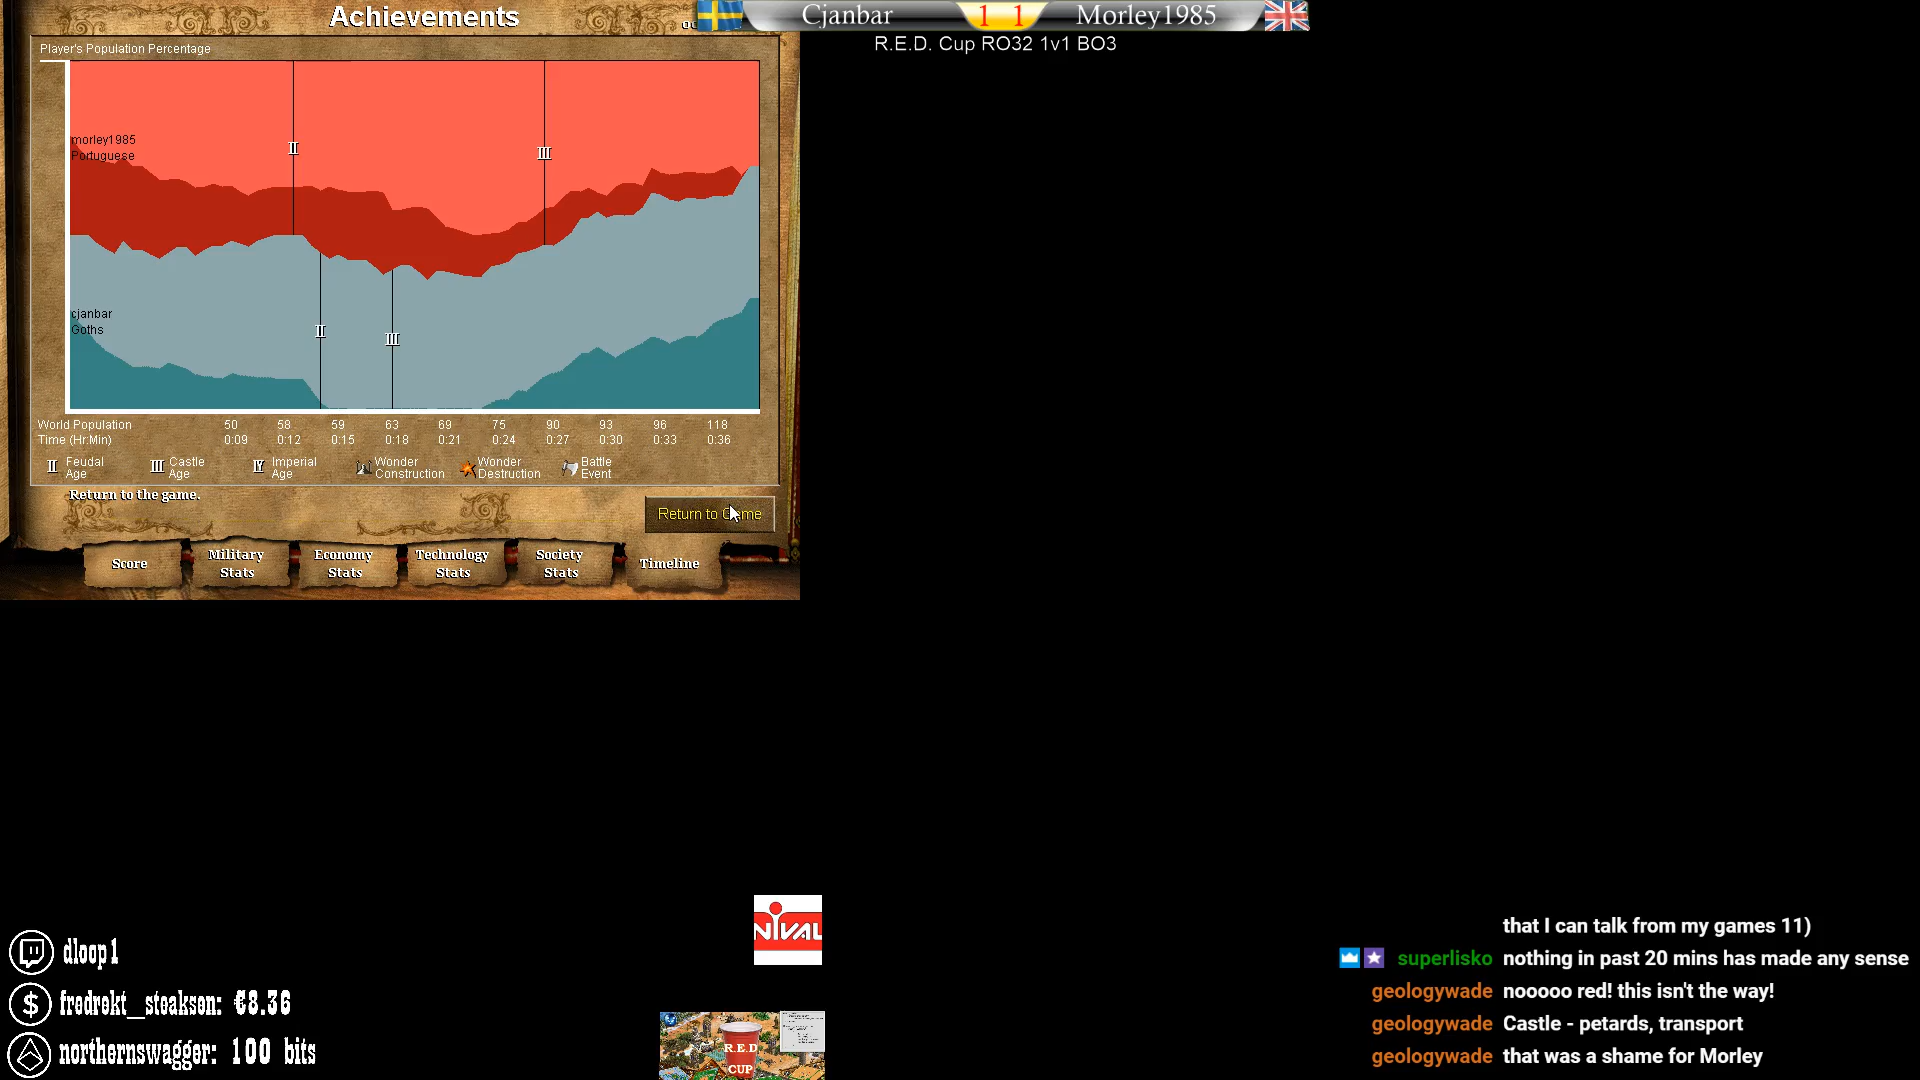 Achievements
Cjanbar 1 1 Morley1985
R.E.D. Cup RO32 1v1 BO3
Player's Population Percentage
II
III
morley1985
Portuguese
cjanbar
Goths
II
III
World Population 50 58 59 63 69 75 90 93 96 118
Time (Hr:Min) 0:09 0:12 0:15 0:18 0:21 0:24 0:27 0:30 0:33 0:36
II Feudal Age
III Castle Age
IV Imperial Age
Wonder Construction
Wonder Destruction
Battle Event
Return to the game.
Return to Game
Score
Military Stats
Economy Stats
Technology Stats
Society Stats
Timeline
NIVAL
R.E.D
CUP
dloop1
$ fredrekt_steaksen: €8.36
northernswagger: 100 bits
that I can talk from my games 11)
superlisko nothing in past 20 mins has made any sense
geologywade nooooo red! this isn't the way!
geologywade Castle - petards, transport
geologywade that was a shame for Morley